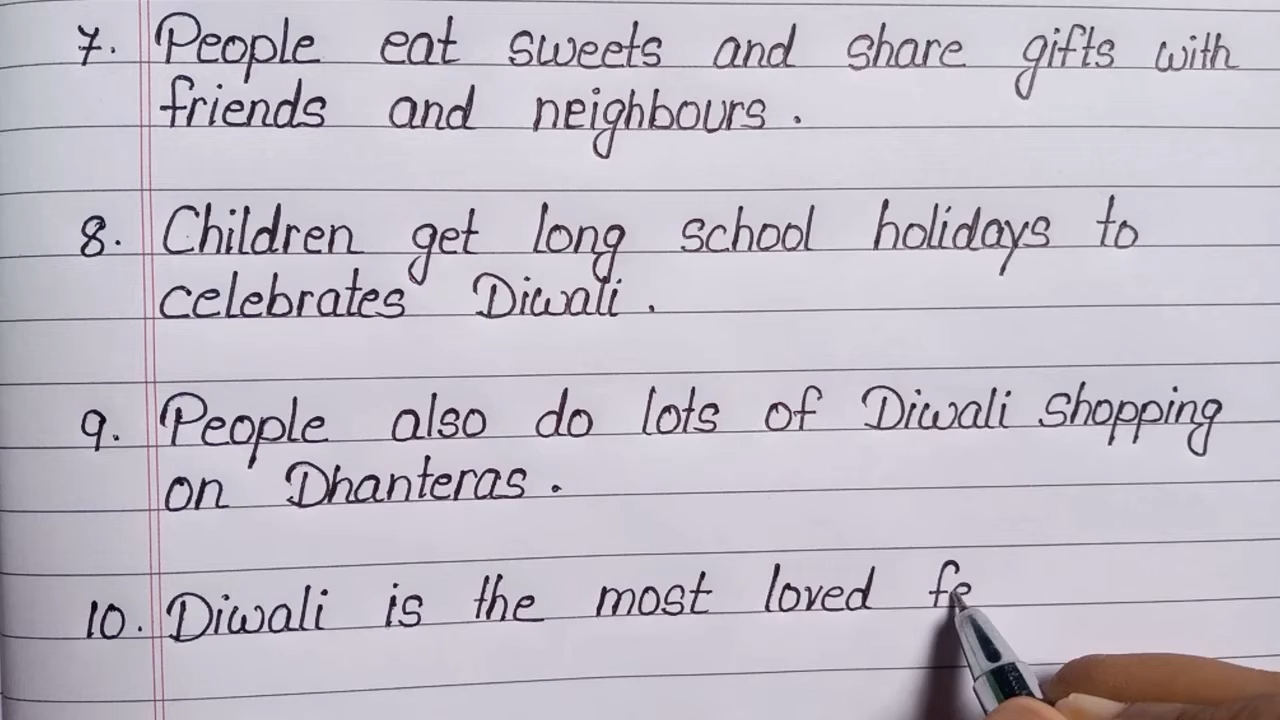 7. People eat sweets and share gifts with
friends and neighbours.
8. Children get long school holidays to
celebrates Diwali.
9. People also do lots of Diwali shopping
on Dhanteras.
10. Diwali is the most loved fe